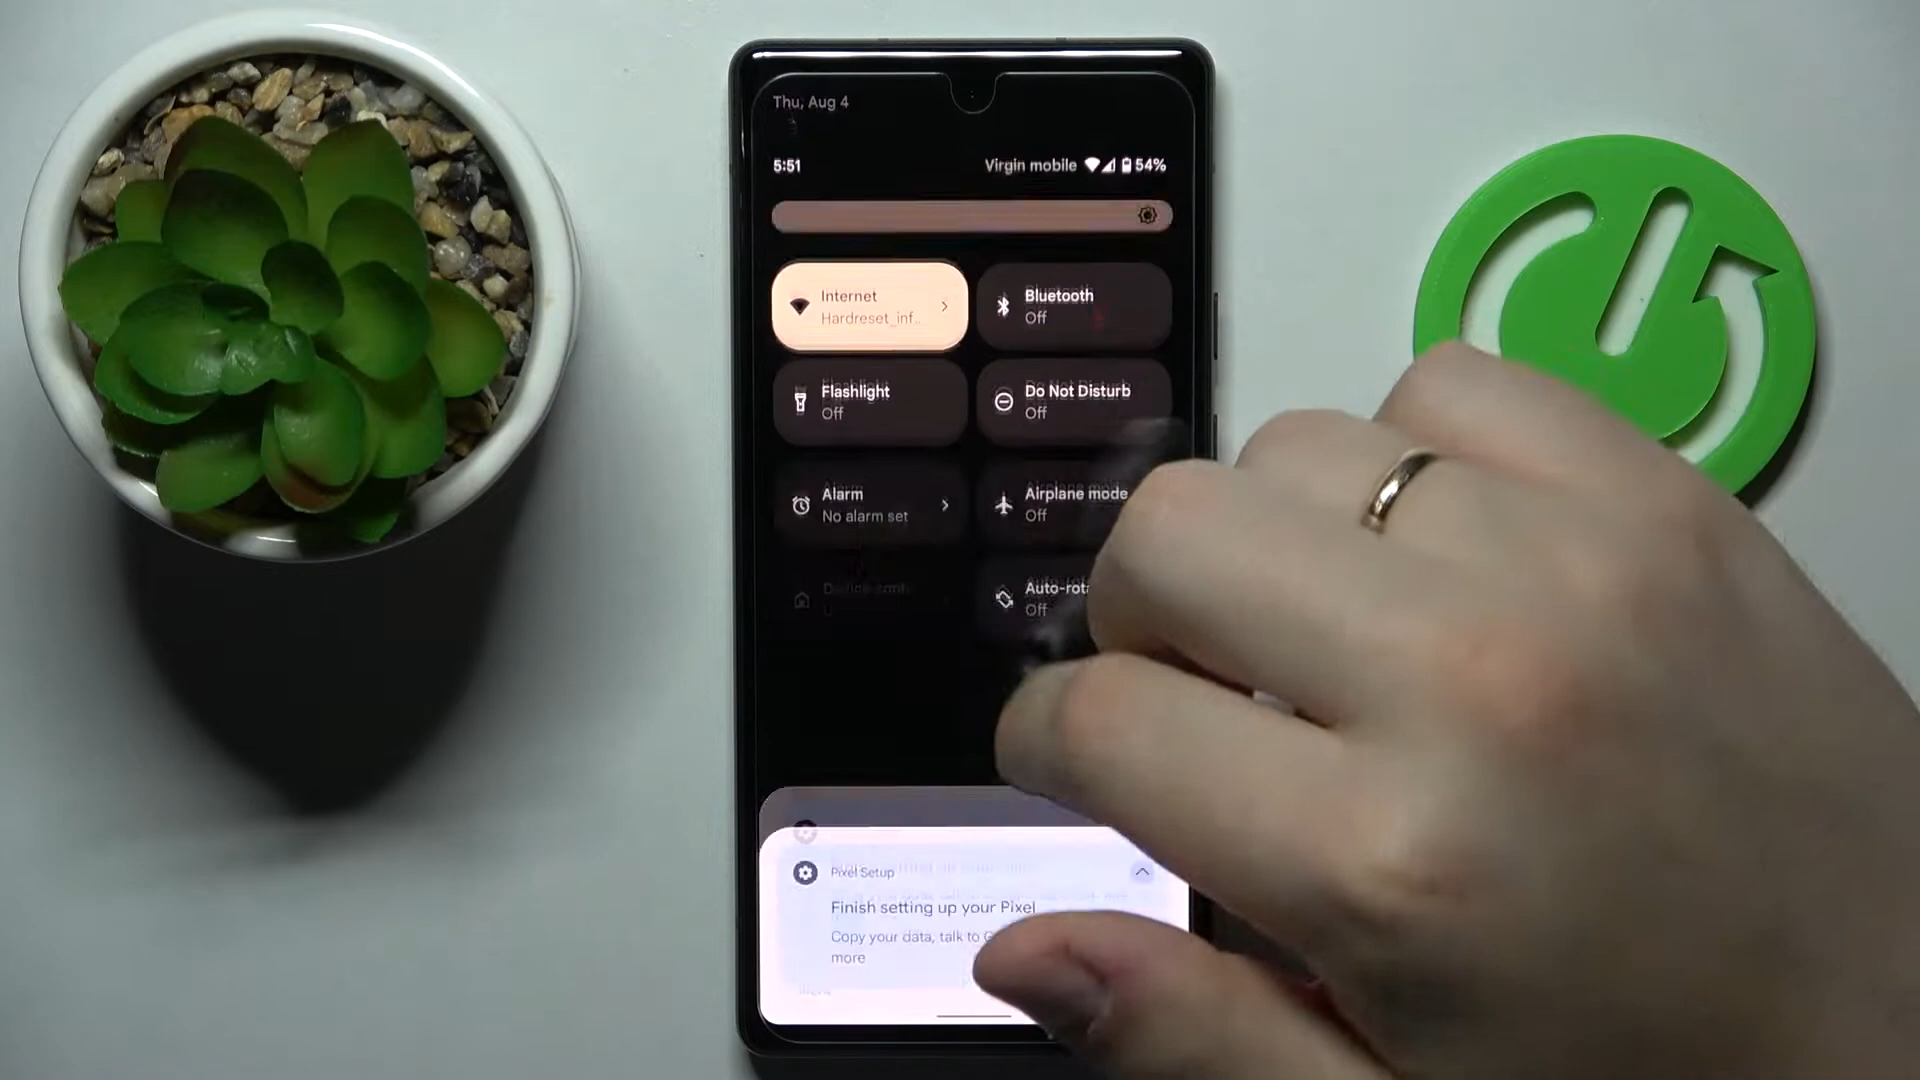 Thu, Aug 4
5:51 Virgin mobile 54%
Internet
Hardreset_inf..
Bluetooth
Off
Flashlight
Off
Do Not Disturb
Off
Alarm
No alarm set
Airplane mode
Off
Auto-rot
Off
Pixel Setup
Finish setting up your Pixel
Copy your data, talk to G
more